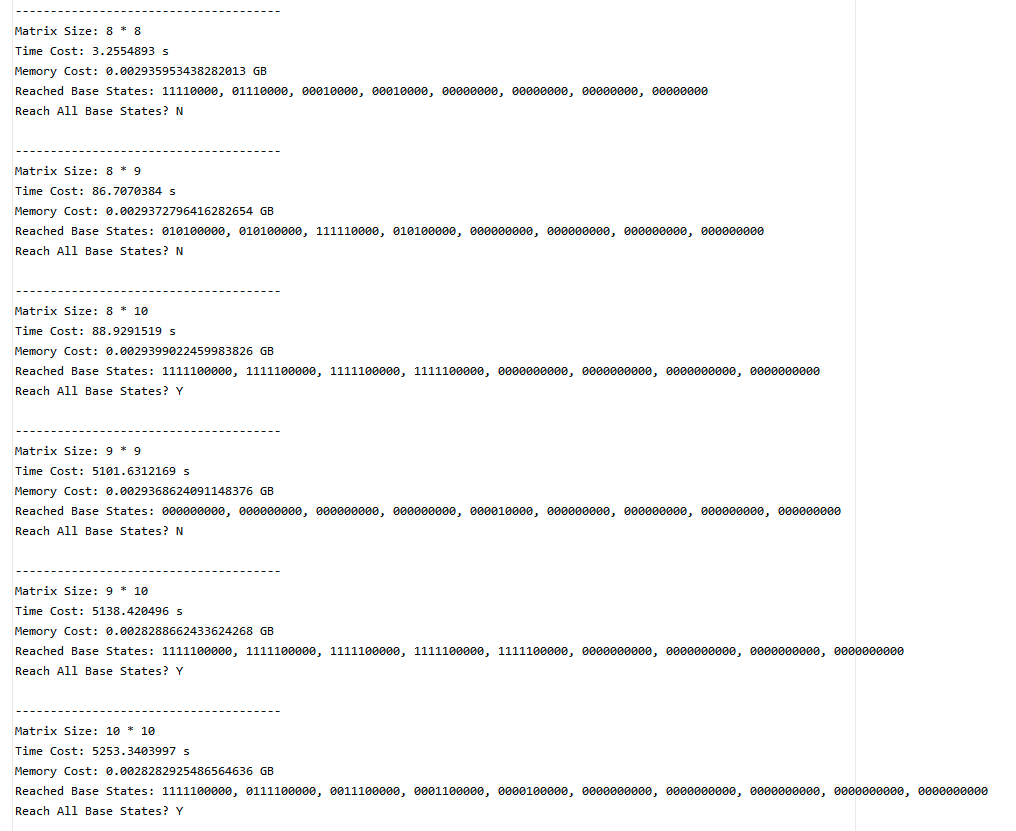 --------------------------------------
Matrix Size: 8 * 8
Time Cost: 3.2554893 s
Memory Cost: 0.002935953438282013 GB
Reached Base States: 11110000, 01110000, 00010000, 00010000, 00000000, 00000000, 00000000, 00000000
Reach All Base States? N
--------------------------------------
Matrix Size: 8 * 9
Time Cost: 86.7070384 s
Memory Cost: 0.0029372796416282654 GB
Reached Base States: 010100000, 010100000, 111110000, 010100000, 000000000, 000000000, 000000000, 000000000
Reach All Base States? N
--------------------------------------
Matrix Size: 8 * 10
Time Cost: 88.9291519 s
Memory Cost: 0.0029399022459983826 GB
Reached Base States: 1111100000, 1111100000, 1111100000, 1111100000, 0000000000, 0000000000, 0000000000, 0000000000
Reach All Base States? Y
--------------------------------------
Matrix Size: 9 * 9
Time Cost: 5101.6312169 s
Memory Cost: 0.0029368624091148376 GB
Reached Base States: 000000000, 000000000, 000000000, 000000000, 000010000, 000000000, 000000000, 000000000, 000000000
Reach All Base States? N
--------------------------------------
Matrix Size: 9 * 10
Time Cost: 5138.420496 s
Memory Cost: 0.0028288662433624268 GB
Reached Base States: 1111100000, 1111100000, 1111100000, 1111100000, 1111100000, 0000000000, 0000000000, 0000000000, 0000000000
Reach All Base States? Y
--------------------------------------
Matrix Size: 10 * 10
Time Cost: 5253.3403997 s
Memory Cost: 0.0028282925486564636 GB
Reached Base States: 1111100000, 0111100000, 0011100000, 0001100000, 0000100000, 0000000000, 0000000000, 0000000000, 0000000000, 0000000000
Reach All Base States? Y